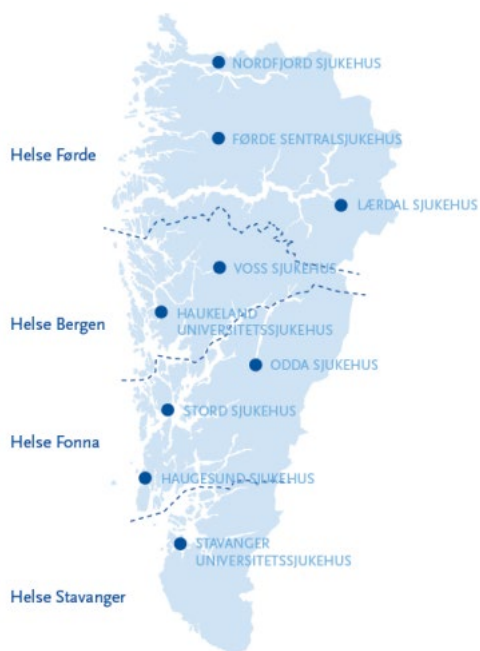 NORDFJORD SJUKEHUS
FØRDE SENTRALSJUKEHUS
Helse Førde
LÆRDAL SJUKEHUS
VOSS SJUKEHUS
HAUKELAND
UNIVERSITETSSJUKEHUS
Helse Bergen
ODDA SJUKEHUS
STORD SJUKEHUS
Helse Fonna
HAUGESUND SJUKEHUS
STAVANGER
UNIVERSITETSSJUKEHUS
Helse Stavanger